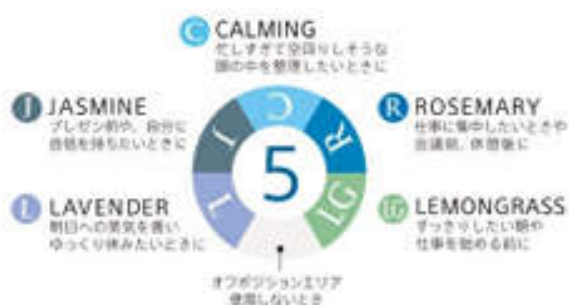 C CALMING
忙しすぎて空回りしそうな
頭の中を整理したいときに
J JASMINE
プレゼン前や、自分に
自信を持ちたいときに
R ROSEMARY
仕事に集中したいときや
会議前、休憩後に
C
J
R
5
L
LG
L LAVENDER
明日への英気を養い
ゆっくり休みたいときに
LG LEMONGRASS
すっきりしたい朝や
仕事を始める前に
オフポジションエリア
使用しないとき